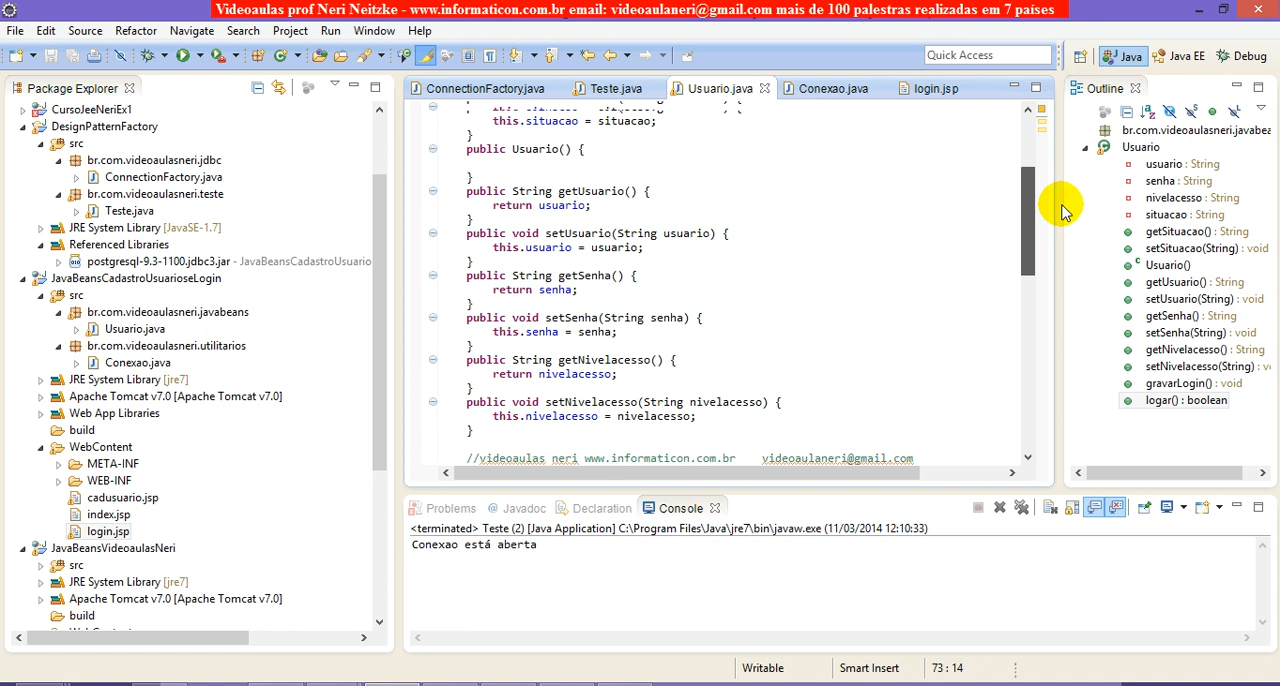 Videoaulas prof Neri Neitzke - www.informaticon.com.br email: videoaulaneri@gmail.com mais de 100 palestras realizadas em 7 países
File Edit Source Refactor Navigate Search Project Run Window Help
Quick Access
Java
Java EE
Debug
Package Explorer
CursoJeeNeriEx1
DesignPatternFactory
src
br.com.videoaulasneri.jdbc
ConnectionFactory.java
br.com.videoaulasneri.teste
Teste.java
JRE System Library [JavaSE-1.7]
Referenced Libraries
postgresql-9.3-1100.jdbc3.jar - JavaBeansCadastroUsuario
JavaBeansCadastroUsuarioseLogin
src
br.com.videoaulasneri.javabeans
Usuario.java
br.com.videoaulasneri.utilitarios
Conexao.java
JRE System Library [jre7]
Apache Tomcat v7.0 [Apache Tomcat v7.0]
Web App Libraries
build
WebContent
META-INF
WEB-INF
cadusuario.jsp
index.jsp
login.jsp
JavaBeansVideoaulasNeri
src
JRE System Library [jre7]
Apache Tomcat v7.0 [Apache Tomcat v7.0]
build
ConnectionFactory.java
Teste.java
Usuario.java
Conexao.java
login.jsp
this.situacao = situacao;
}
public Usuario() {
}
public String getUsuario() {
return usuario;
}
public void setUsuario(String usuario) {
this.usuario = usuario;
}
public String getSenha() {
return senha;
}
public void setSenha(String senha) {
this.senha = senha;
}
public String getNivelacesso() {
return nivelacesso;
}
public void setNivelacesso(String nivelacesso) {
this.nivelacesso = nivelacesso;
}
//videoaulas neri www.informaticon.com.br videoaulaneri@gmail.com
Outline
br.com.videoaulasneri.javabea
Usuario
usuario : String
senha : String
nivelacesso : String
situacao : String
getSituacao() : String
setSituacao(String) : void
Usuario()
getUsuario() : String
setUsuario(String) : void
getSenha() : String
setSenha(String) : void
getNivelacesso() : String
setNivelacesso(String) : v
gravarLogin() : void
logar() : boolean
Problems
Javadoc
Declaration
Console
<terminated> Teste (2) [Java Application] C:\Program Files\Java\jre7\bin\javaw.exe (11/03/2014 12:10:33)
Conexao está aberta
Writable
Smart Insert
73 : 14